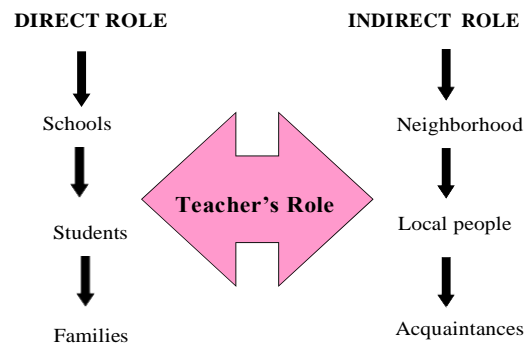 DIRECT ROLE
INDIRECT ROLE
Schools
Neighborhood
Teacher's Role
Students
Local people
Families
Acquaintances